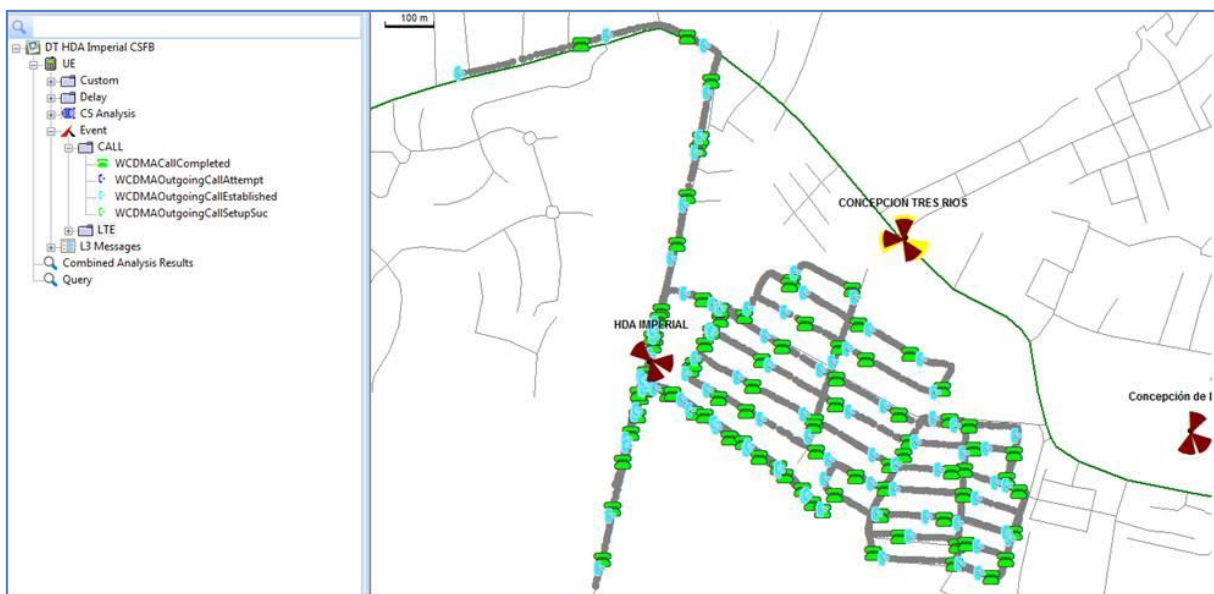 100 m
DT HDA Imperial CSFB
UE
Custom
Delay
CS Analysis
Event
CALL
WCDMACallCompleted
WCDMAOutgoingCallAttempt
WCDMAOutgoingCallEstablished
WCDMAOutgoingCallSetupSuc
LTE
L3 Messages
Combined Analysis Results
Query
CONCEPCION TRES RIOS
HDA IMPERIAL
Concepción de l